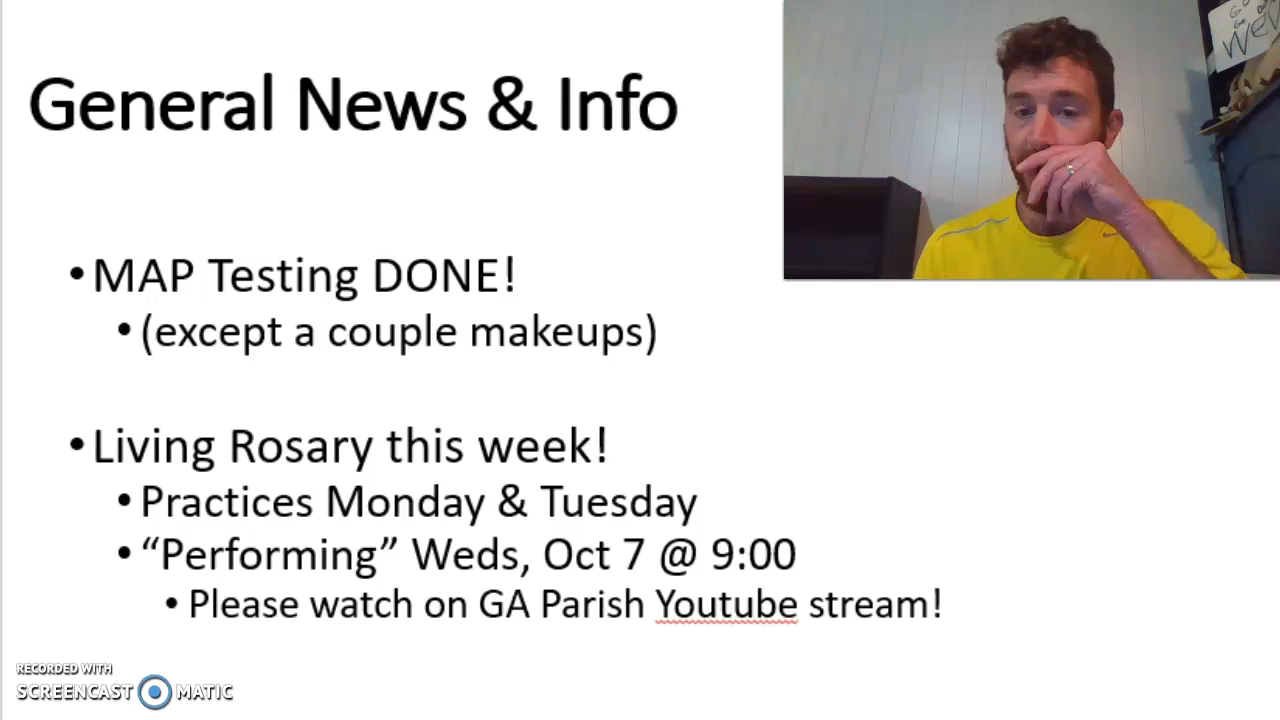 General News & Info
•MAP Testing DONE!
•(except a couple makeups)
•Living Rosary this week!
•Practices Monday & Tuesday
•“Performing” Weds, Oct 7 @ 9:00
•Please watch on GA Parish Youtube stream!
RECORDED WITH
SCREENCAST MATIC